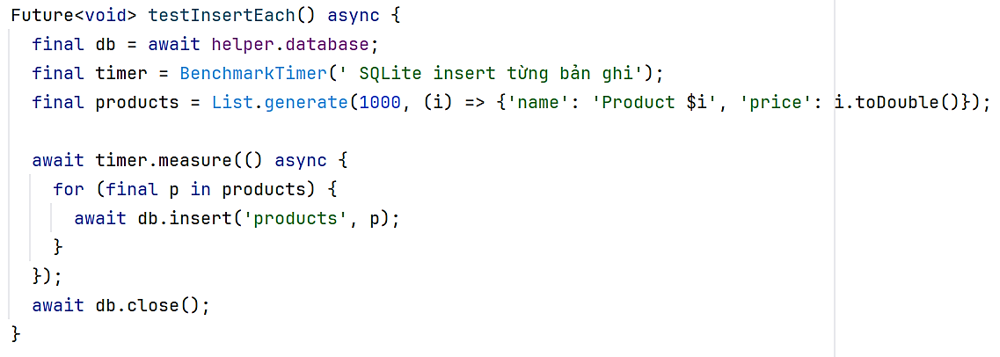 Future<void> testInsertEach() async {
  final db = await helper.database;
  final timer = BenchmarkTimer(' SQLite insert từng bản ghi');
  final products = List.generate(1000, (i) => {'name': 'Product $i', 'price': i.toDouble()});

  await timer.measure(() async {
    for (final p in products) {
      await db.insert('products', p);
    }
  });
  await db.close();
}